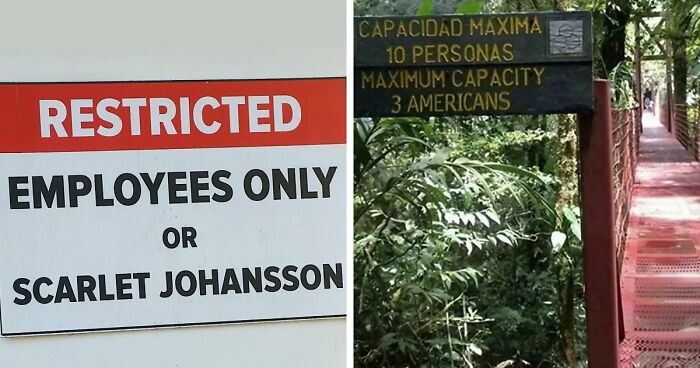 RESTRICTED
EMPLOYEES ONLY
OR
SCARLET JOHANSSON
CAPACIDAD MAXIMA
10 PERSONAS
MAXIMUM CAPACITY
3 AMERICANS